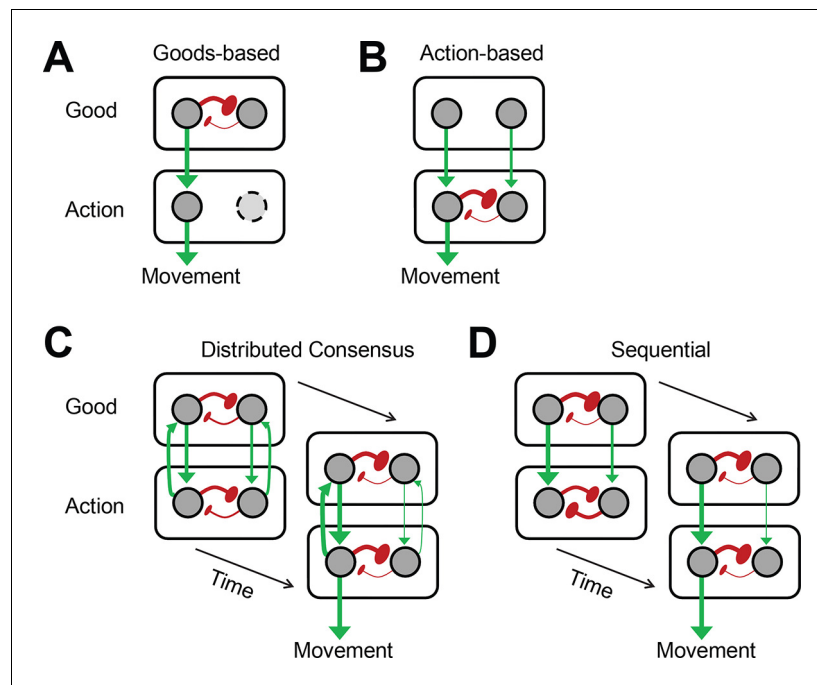 A
Goods-based
B
Action-based
Good
Action
Movement
Movement
C
Distributed Consensus
D
Sequential
Good
Action
Time
Time
Movement
Movement